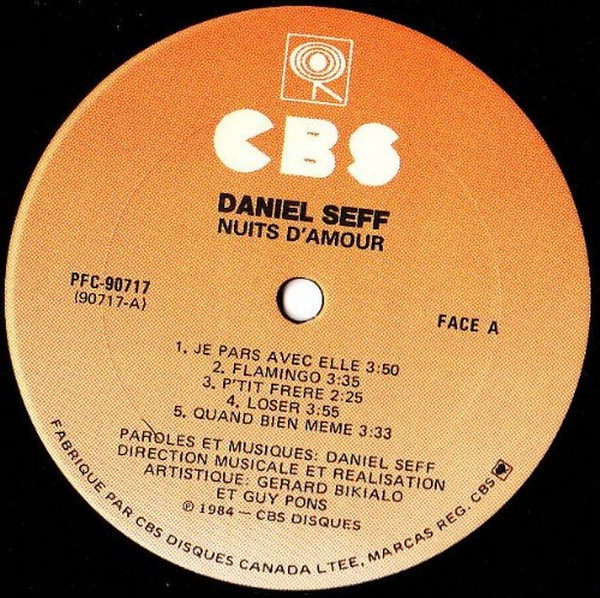 CBS
DANIEL SEFF
NUITS D'AMOUR
PFC-90717
(90717-A)
FACE A
1. JE PARS AVEC ELLE 3:50
2. FLAMINGO 3:35
3. P'TIT FRERE 2:25
4. LOSER 3:55
5. QUAND BIEN MEME 3:33
PAROLES ET MUSIQUES: DANIEL SEFF
DIRECTION MUSICALE ET REALISATION
ARTISTIQUE: GERARD BIKIALO
ET GUY PONS
℗ 1984 — CBS DISQUES
FABRIQUE PAR CBS DISQUES CANADA LTEE, MARCAS REG. CBS